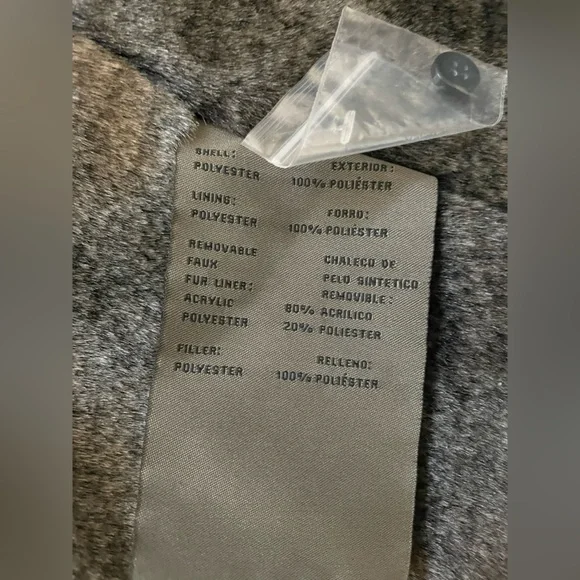 SHELL: EXTERIOR:
POLYESTER 100% POLIÉSTER
LINING: FORRO:
POLYESTER 100% POLIÉSTER
REMOVABLE CHALECO DE
FAUX PELO SINTETICO
FUR LINER: REMOVIBLE:
ACRYLIC 80% ACRILICO
POLYESTER 20% POLIESTER
FILLER: RELLENO:
POLYESTER 100% POLIÉSTER